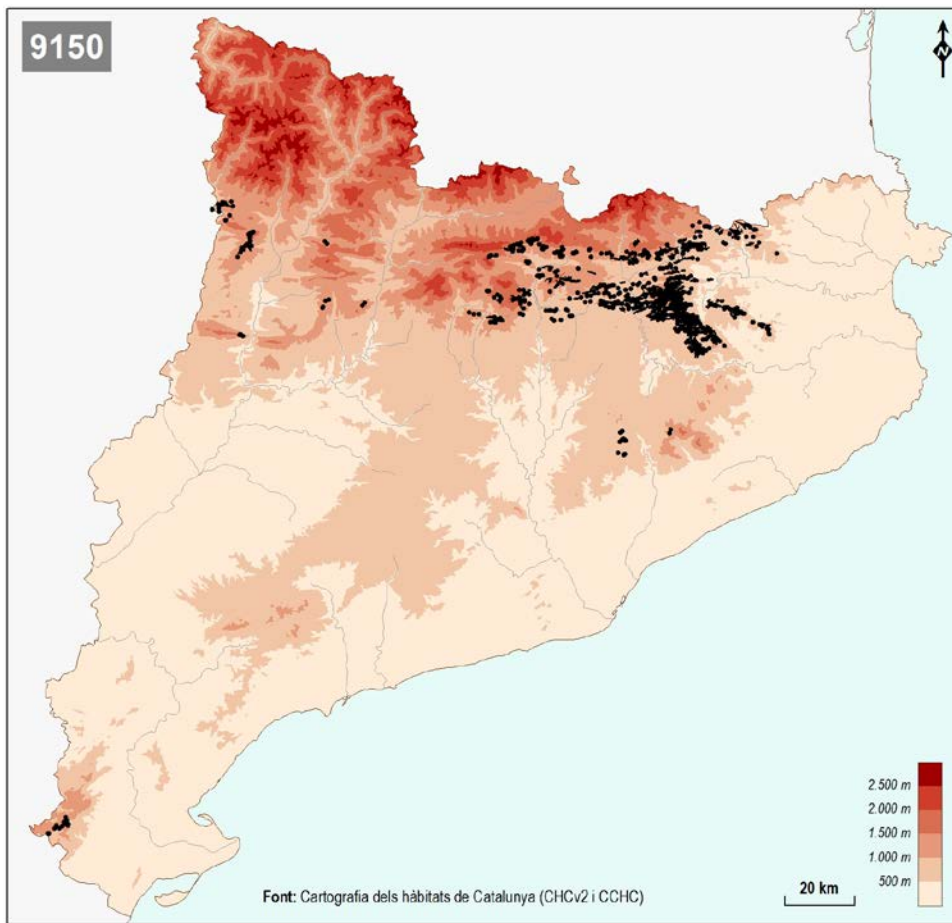 9150
N
2.500 m
2.000 m
1.500 m
1.000 m
500 m
20 km
Font: Cartografia dels hàbitats de Catalunya (CHCv2 i CCHC)